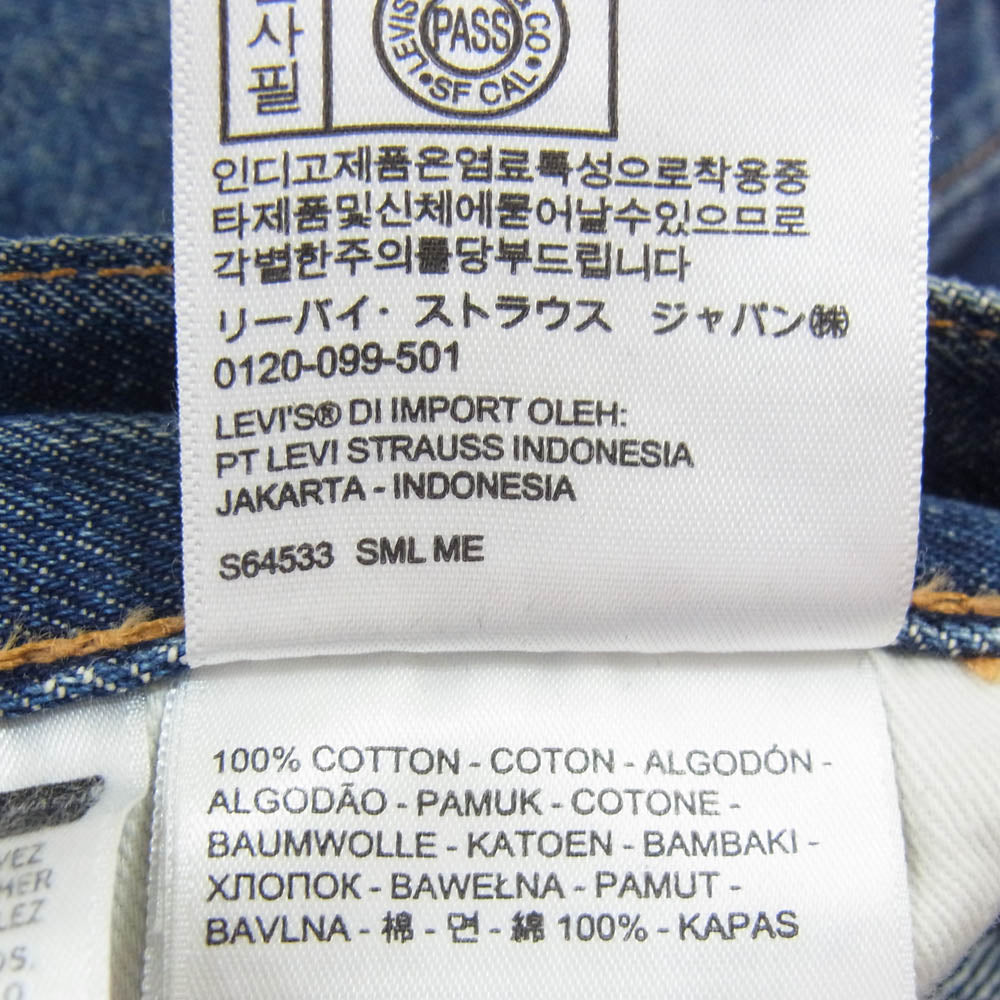 사
필
LEVIS & CO
PASS
SF CAL
인디고제품은염료특성으로착용중
타제품및신체에묻어날수있으므로
각별한주의를당부드립니다
リーバイ・ストラウス ジャパン㈱
0120-099-501
LEVI'S® DI IMPORT OLEH:
PT LEVI STRAUSS INDONESIA
JAKARTA - INDONESIA
S64533 SML ME
100% COTTON - COTON - ALGODÓN -
ALGODÃO - PAMUK - COTONE -
BAUMWOLLE - KATOEN - BAMBAKI -
ХЛОПОК - BAWEŁNA - PAMUT -
BAVLNA - 棉 - 면 - 綿 100% - KAPAS